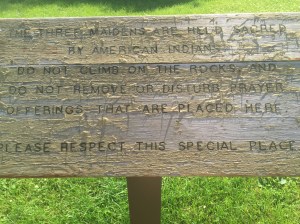 THE THREE MAIDENS ARE HELD SACRED
BY AMERICAN INDIANS
DO NOT CLIMB ON THE ROCKS, AND
DO NOT REMOVE OR DISTURB PRAYER
OFFERINGS THAT ARE PLACED HERE
PLEASE RESPECT THIS SPECIAL PLACE